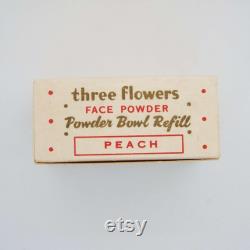 three flowers
FACE POWDER
Powder Bowl Refill
PEACH
etsy